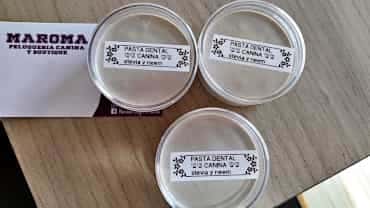 MAROMA
PELUQUERIA CANINA
Y BOUTIQUE
PASTA DENTAL
CANINA
stevia y neem
PASTA DENTAL
CANINA
stevia y neem
PASTA DENTAL
CANINA
stevia y neem